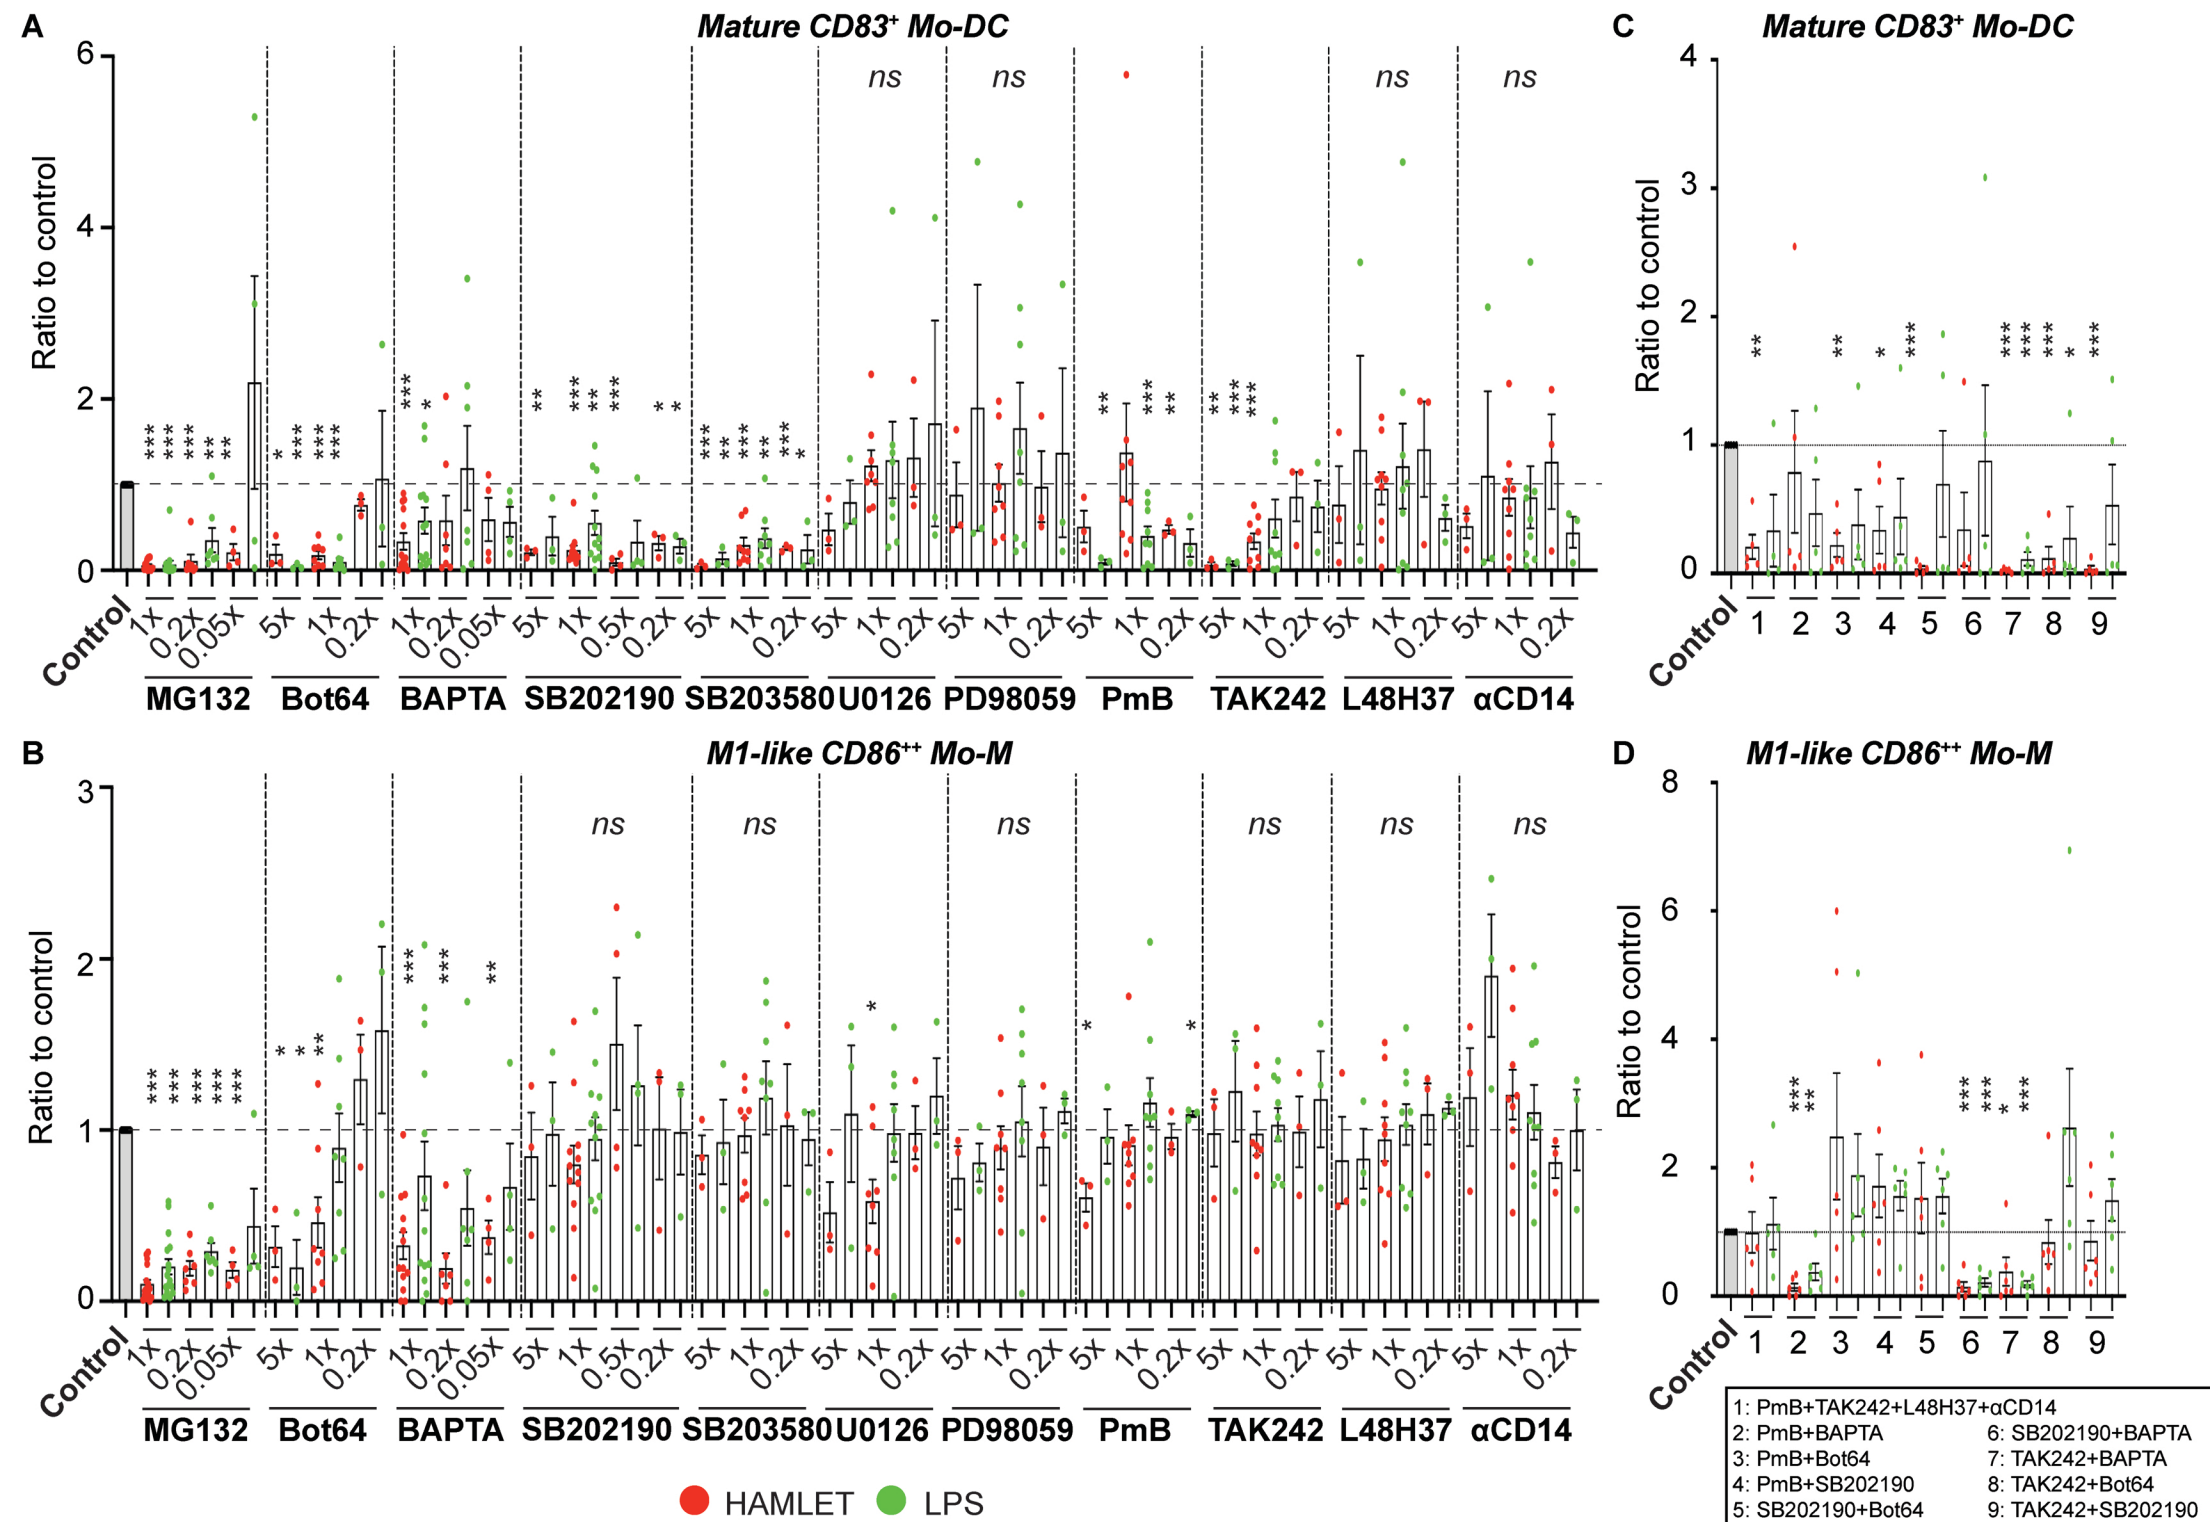 A
Mature CD83+ Mo-DC
Ratio to control
6
4
2
0
ns ns ns ns
*** *** *** ** ** * *** *** *** *** * ** *** ** *** * * *** ** *** ** *** * ** *** ** ** *** ***
Control 1x 0.2x 0.05x 5x 1x 0.2x 1x 0.2x 0.05x 5x 1x 0.5x 0.2x 5x 1x 0.2x 5x 1x 0.2x 5x 1x 0.2x 5x 1x 0.2x 5x 1x 0.2x 5x 1x 0.2x 5x 1x 0.2x
MG132 Bot64 BAPTA SB202190 SB203580 U0126 PD98059 PmB TAK242 L48H37 αCD14
B
M1-like CD86++ Mo-M
Ratio to control
3
2
1
0
ns ns ns ns ns ns
*** *** *** *** *** * * ** *** *** ** * * *
Control 1x 0.2x 0.05x 5x 1x 0.2x 1x 0.2x 0.05x 5x 1x 0.5x 0.2x 5x 1x 0.2x 5x 1x 0.2x 5x 1x 0.2x 5x 1x 0.2x 5x 1x 0.2x 5x 1x 0.2x 5x 1x 0.2x
MG132 Bot64 BAPTA SB202190 SB203580 U0126 PD98059 PmB TAK242 L48H37 αCD14
HAMLET LPS
C
Mature CD83+ Mo-DC
Ratio to control
4
3
2
1
0
** ** * *** *** *** *** * ***
Control 1 2 3 4 5 6 7 8 9
D
M1-like CD86++ Mo-M
Ratio to control
8
6
4
2
0
*** ** *** *** * ***
Control 1 2 3 4 5 6 7 8 9
1: PmB+TAK242+L48H37+αCD14
2: PmB+BAPTA 6: SB202190+BAPTA
3: PmB+Bot64 7: TAK242+BAPTA
4: PmB+SB202190 8: TAK242+Bot64
5: SB202190+Bot64 9: TAK242+SB202190